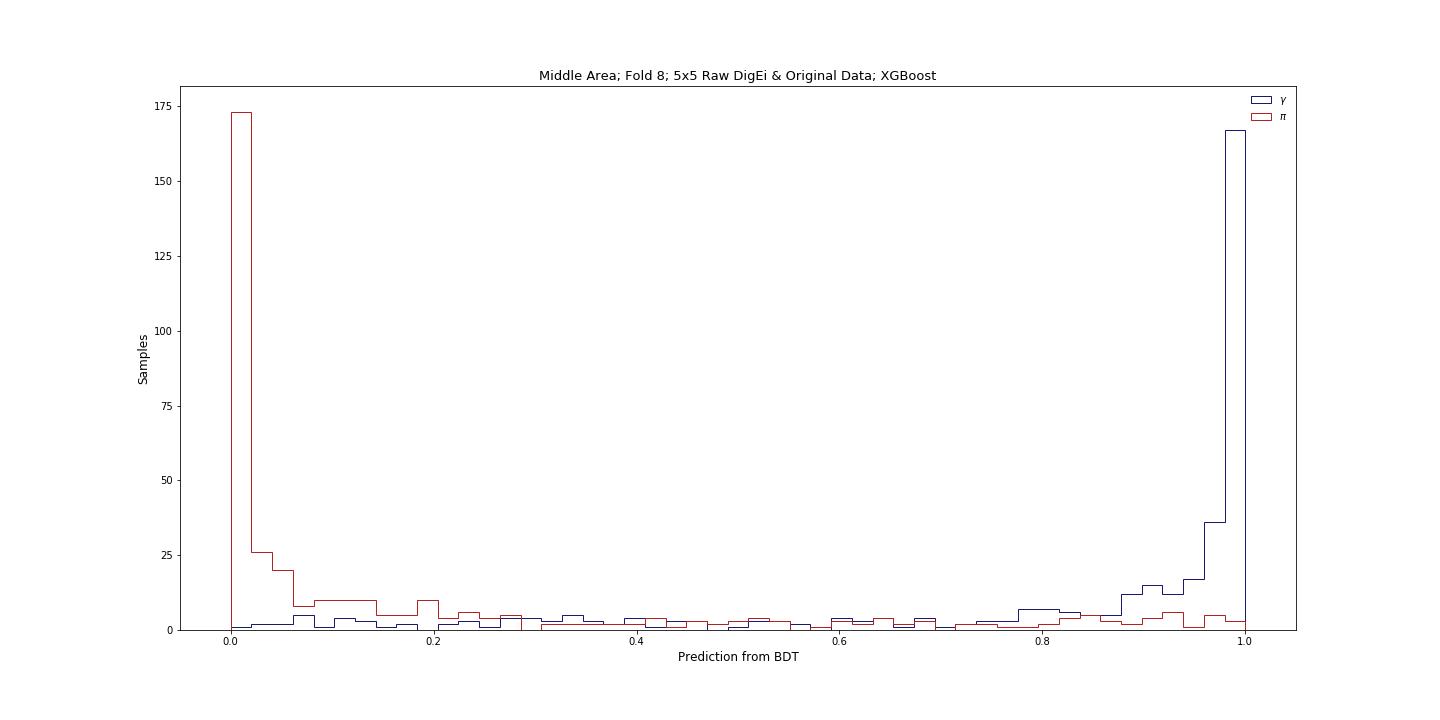 Middle Area; Fold 8; 5x5 Raw DigEi & Original Data; XGBoost
γ
π
175
150
125
100
75
50
25
0
Samples
0.0 0.2 0.4 0.6 0.8 1.0
Prediction from BDT